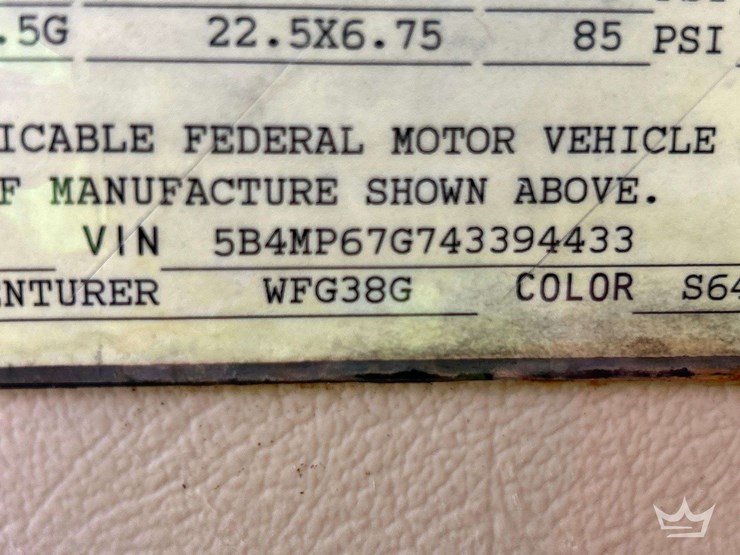 .5G 22.5X6.75 85 PSI
ICABLE FEDERAL MOTOR VEHICLE
F MANUFACTURE SHOWN ABOVE.
VIN 5B4MP67G743394433
NTURER WFG38G COLOR S64